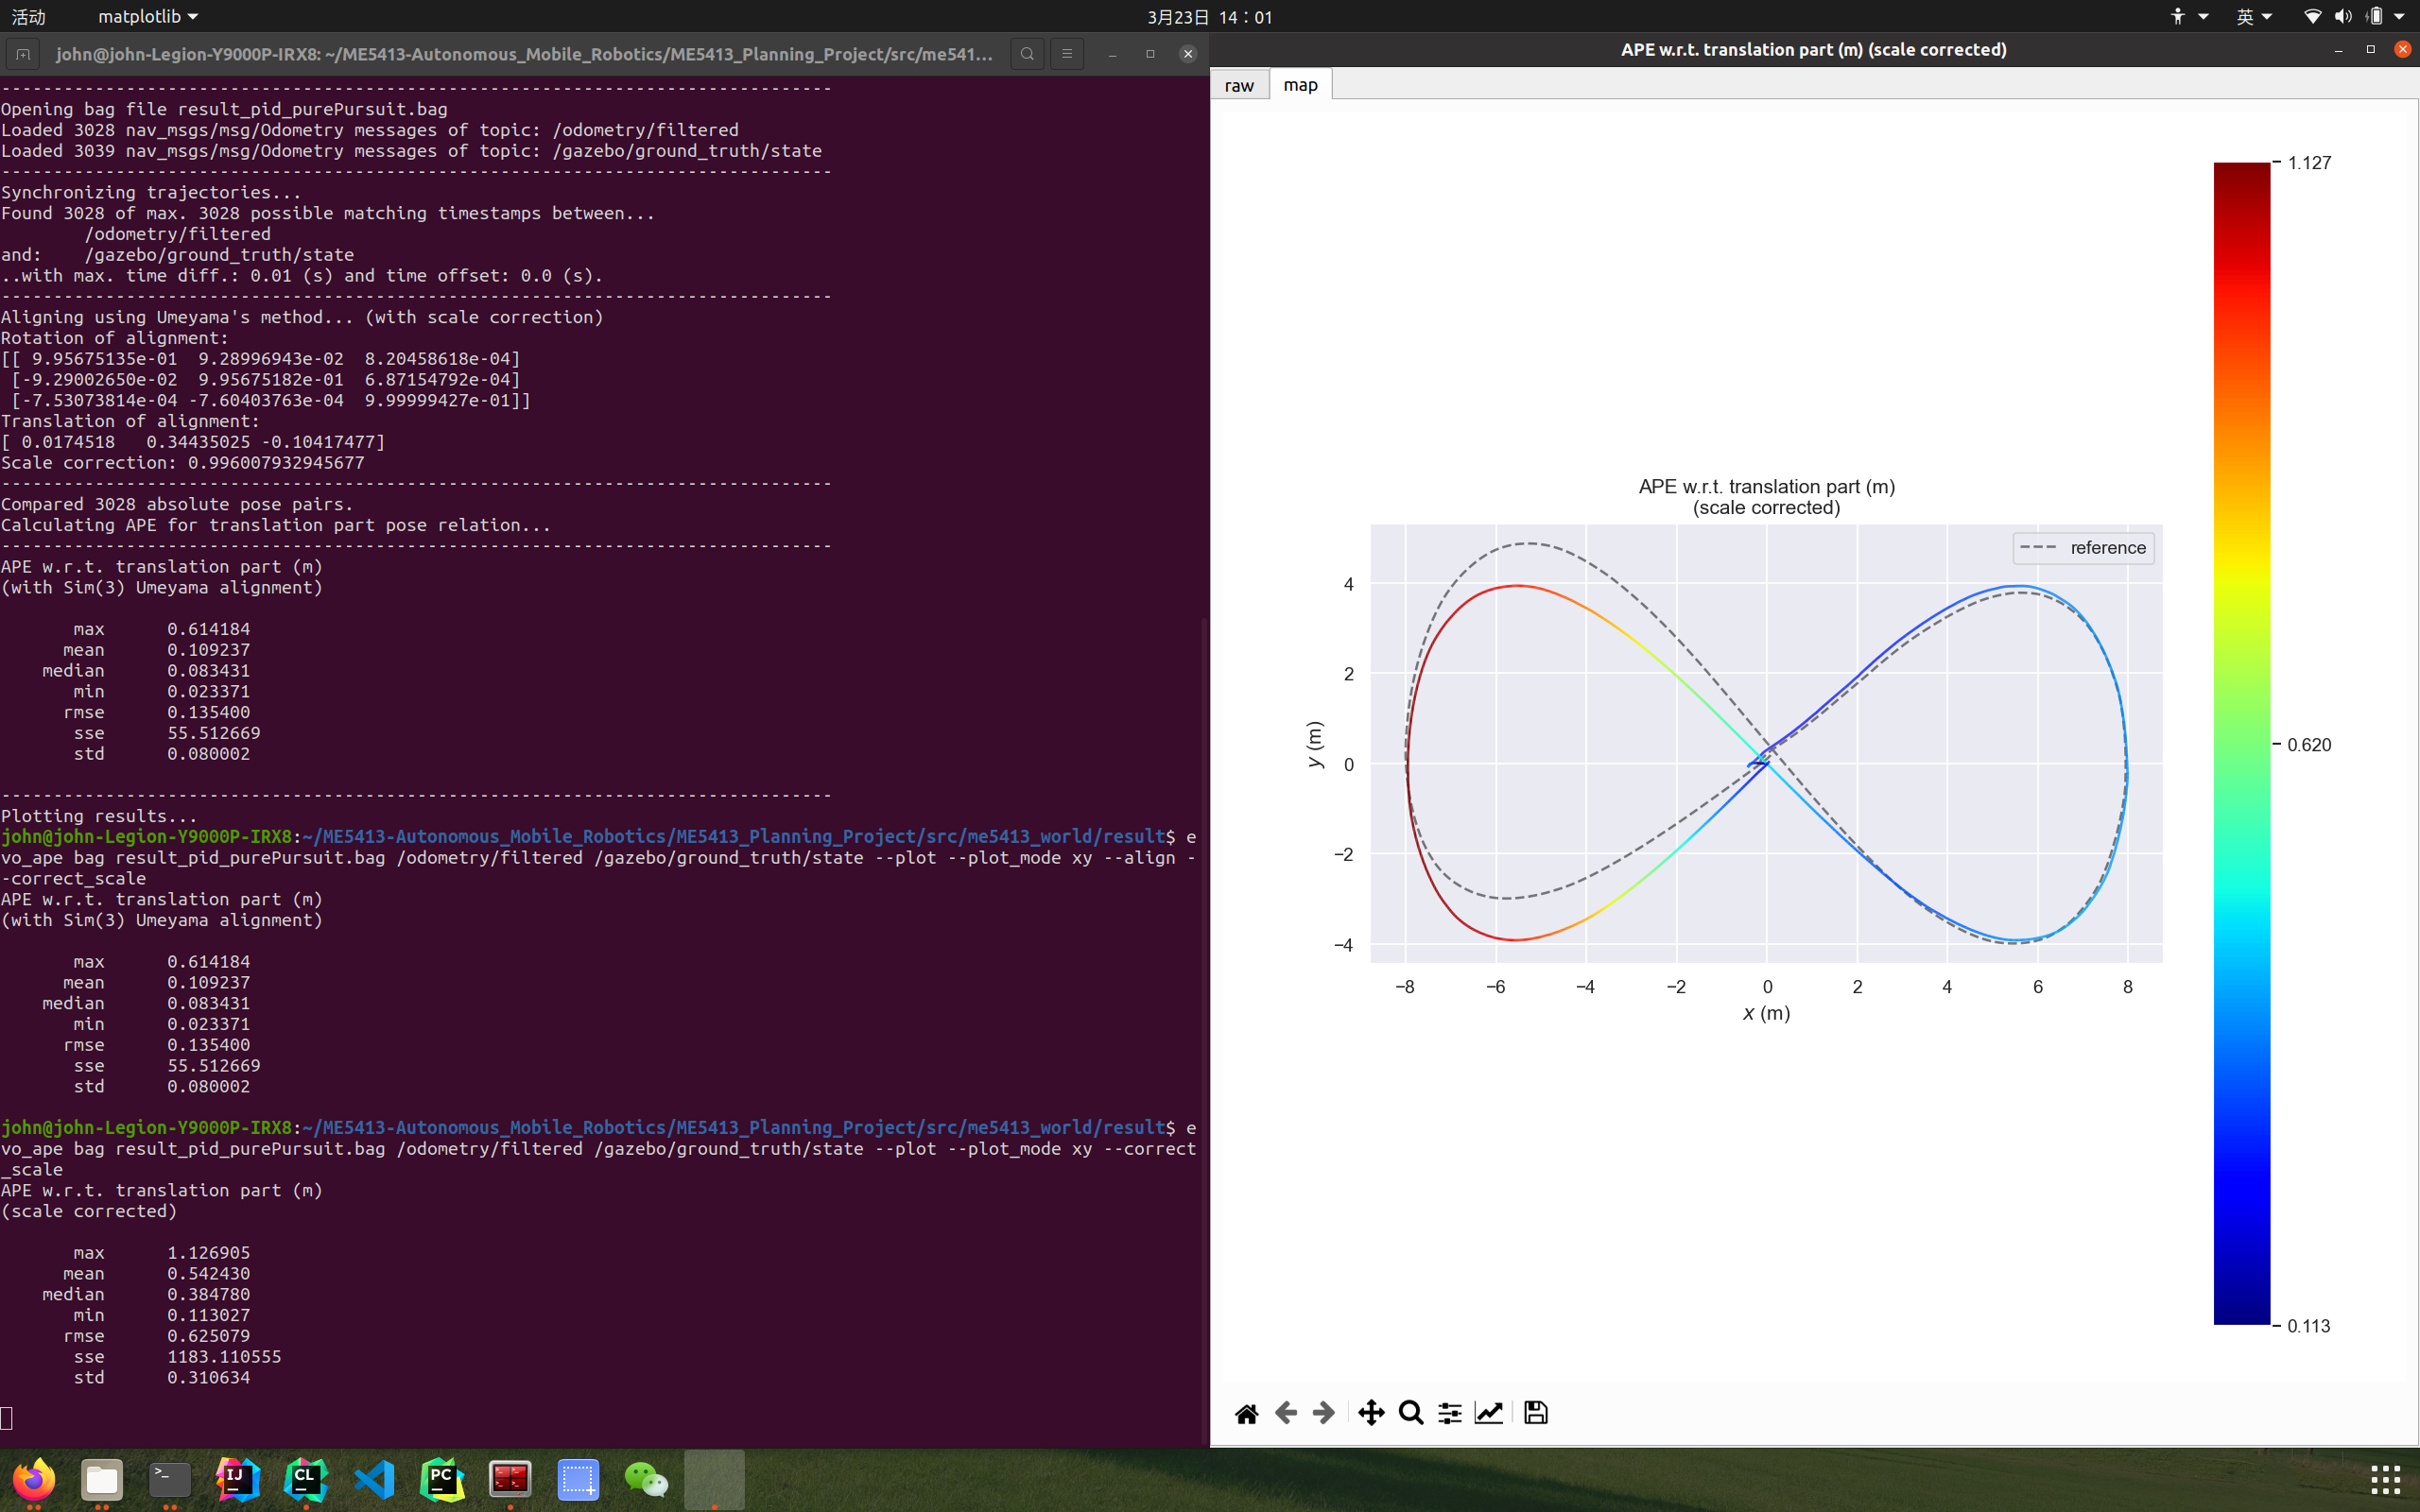 活动
matplotlib
3月23日 14：01
英
john@john-Legion-Y9000P-IRX8: ~/ME5413-Autonomous_Mobile_Robotics/ME5413_Planning_Project/src/me541...
--------------------------------------------------------------------------------
Opening bag file result_pid_purePursuit.bag
Loaded 3028 nav_msgs/msg/Odometry messages of topic: /odometry/filtered
Loaded 3039 nav_msgs/msg/Odometry messages of topic: /gazebo/ground_truth/state
--------------------------------------------------------------------------------
Synchronizing trajectories...
Found 3028 of max. 3028 possible matching timestamps between...
        /odometry/filtered
and:    /gazebo/ground_truth/state
..with max. time diff.: 0.01 (s) and time offset: 0.0 (s).
--------------------------------------------------------------------------------
Aligning using Umeyama's method... (with scale correction)
Rotation of alignment:
[[ 9.95675135e-01  9.28996943e-02  8.20458618e-04]
 [-9.29002650e-02  9.95675182e-01  6.87154792e-04]
 [-7.53073814e-04 -7.60403763e-04  9.99999427e-01]]
Translation of alignment:
[ 0.0174518   0.34435025 -0.10417477]
Scale correction: 0.996007932945677
--------------------------------------------------------------------------------
Compared 3028 absolute pose pairs.
Calculating APE for translation part pose relation...
--------------------------------------------------------------------------------
APE w.r.t. translation part (m)
(with Sim(3) Umeyama alignment)
       max      0.614184
      mean      0.109237
    median      0.083431
       min      0.023371
      rmse      0.135400
       sse      55.512669
       std      0.080002
--------------------------------------------------------------------------------
Plotting results...
john@john-Legion-Y9000P-IRX8:~/ME5413-Autonomous_Mobile_Robotics/ME5413_Planning_Project/src/me5413_world/result$ e
vo_ape bag result_pid_purePursuit.bag /odometry/filtered /gazebo/ground_truth/state --plot --plot_mode xy --align -
-correct_scale
APE w.r.t. translation part (m)
(with Sim(3) Umeyama alignment)
       max      0.614184
      mean      0.109237
    median      0.083431
       min      0.023371
      rmse      0.135400
       sse      55.512669
       std      0.080002
john@john-Legion-Y9000P-IRX8:~/ME5413-Autonomous_Mobile_Robotics/ME5413_Planning_Project/src/me5413_world/result$ e
vo_ape bag result_pid_purePursuit.bag /odometry/filtered /gazebo/ground_truth/state --plot --plot_mode xy --correct
_scale
APE w.r.t. translation part (m)
(scale corrected)
       max      1.126905
      mean      0.542430
    median      0.384780
       min      0.113027
      rmse      0.625079
       sse      1183.110555
       std      0.310634
APE w.r.t. translation part (m) (scale corrected)
raw
map
APE w.r.t. translation part (m)
(scale corrected)
reference
4
2
0
−2
−4
y (m)
−8 −6 −4 −2 0 2 4 6 8
x (m)
1.127
0.620
0.113
>_
IJ
CL
PC